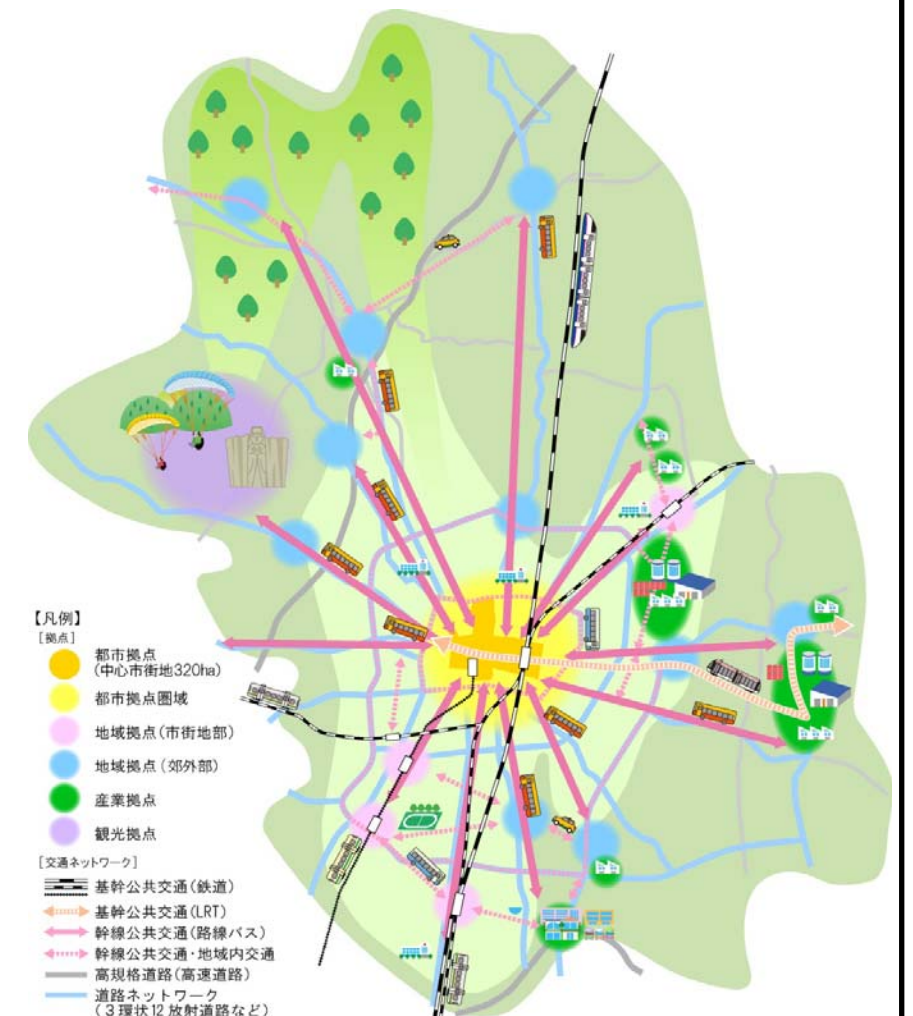 【凡例】
[拠点]
都市拠点
(中心市街地320ha)
都市拠点圏域
地域拠点(市街地部)
地域拠点(郊外部)
産業拠点
観光拠点
[交通ネットワーク]
基幹公共交通(鉄道)
基幹公共交通(LRT)
幹線公共交通(路線バス)
幹線公共交通・地域内交通
高規格道路(高速道路)
道路ネットワーク
(3環状12放射道路など)